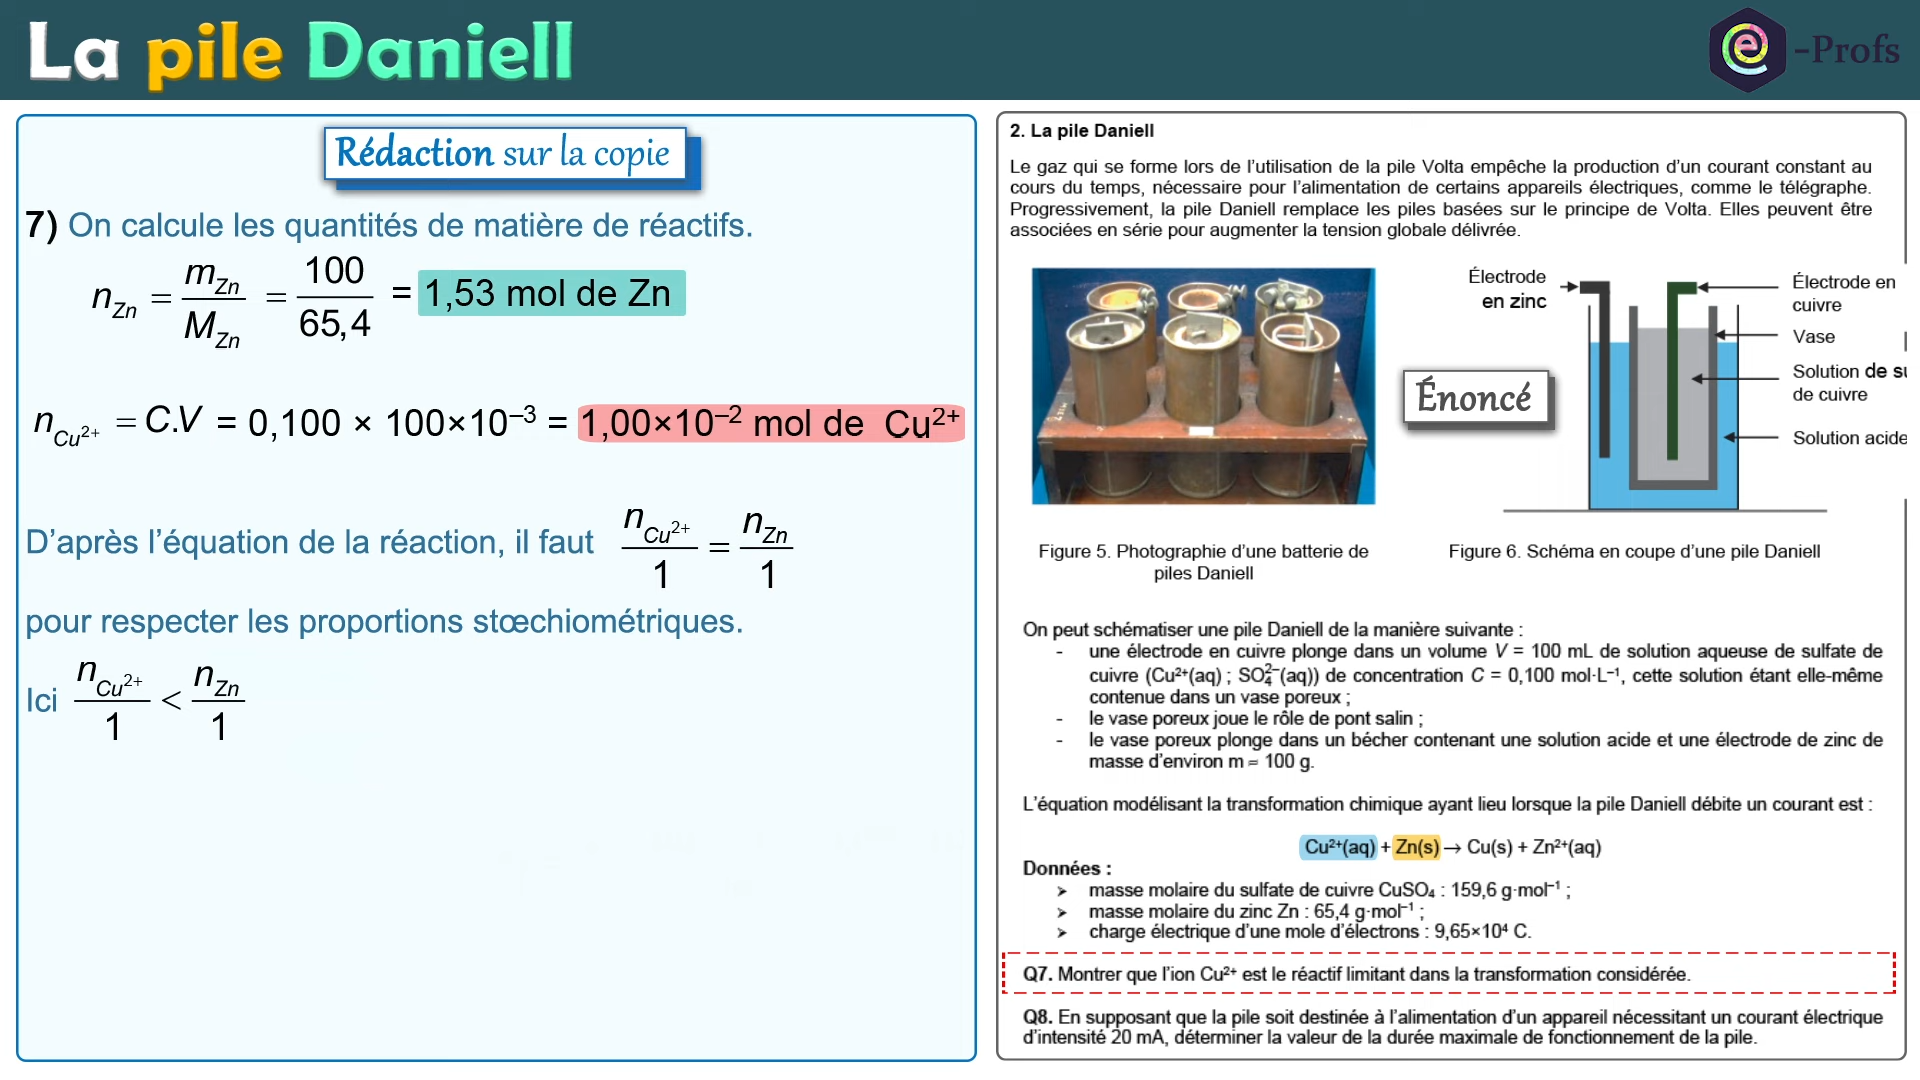 La pile Daniell
e -Profs
Rédaction sur la copie
7) On calcule les quantités de matière de réactifs.
n_Zn = m_Zn / M_Zn = 100 / 65,4 = 1,53 mol de Zn
n_Cu²⁺ = C.V = 0,100 × 100×10⁻³ = 1,00×10⁻² mol de Cu²⁺
D’après l’équation de la réaction, il faut n_Cu²⁺ / 1 = n_Zn / 1
pour respecter les proportions stœchiométriques.
Ici n_Cu²⁺ / 1 < n_Zn / 1
2. La pile Daniell
Le gaz qui se forme lors de l’utilisation de la pile Volta empêche la production d’un courant constant au
cours du temps, nécessaire pour l’alimentation de certains appareils électriques, comme le télégraphe.
Progressivement, la pile Daniell remplace les piles basées sur le principe de Volta. Elles peuvent être
associées en série pour augmenter la tension globale délivrée.
Électrode
en zinc
Électrode en
cuivre
Vase
Solution de su
de cuivre
Solution acide
Énoncé
Figure 5. Photographie d’une batterie de
piles Daniell
Figure 6. Schéma en coupe d’une pile Daniell
On peut schématiser une pile Daniell de la manière suivante :
- une électrode en cuivre plonge dans un volume V = 100 mL de solution aqueuse de sulfate de
cuivre (Cu²⁺(aq) ; SO₄²⁻(aq)) de concentration C = 0,100 mol·L⁻¹, cette solution étant elle-même
contenue dans un vase poreux ;
- le vase poreux joue le rôle de pont salin ;
- le vase poreux plonge dans un bécher contenant une solution acide et une électrode de zinc de
masse d’environ m = 100 g.
L’équation modélisant la transformation chimique ayant lieu lorsque la pile Daniell débite un courant est :
Cu²⁺(aq) + Zn(s) → Cu(s) + Zn²⁺(aq)
Données :
➢ masse molaire du sulfate de cuivre CuSO₄ : 159,6 g·mol⁻¹ ;
➢ masse molaire du zinc Zn : 65,4 g·mol⁻¹ ;
➢ charge électrique d’une mole d’électrons : 9,65×10⁴ C.
Q7. Montrer que l’ion Cu²⁺ est le réactif limitant dans la transformation considérée.
Q8. En supposant que la pile soit destinée à l’alimentation d’un appareil nécessitant un courant électrique
d’intensité 20 mA, déterminer la valeur de la durée maximale de fonctionnement de la pile.